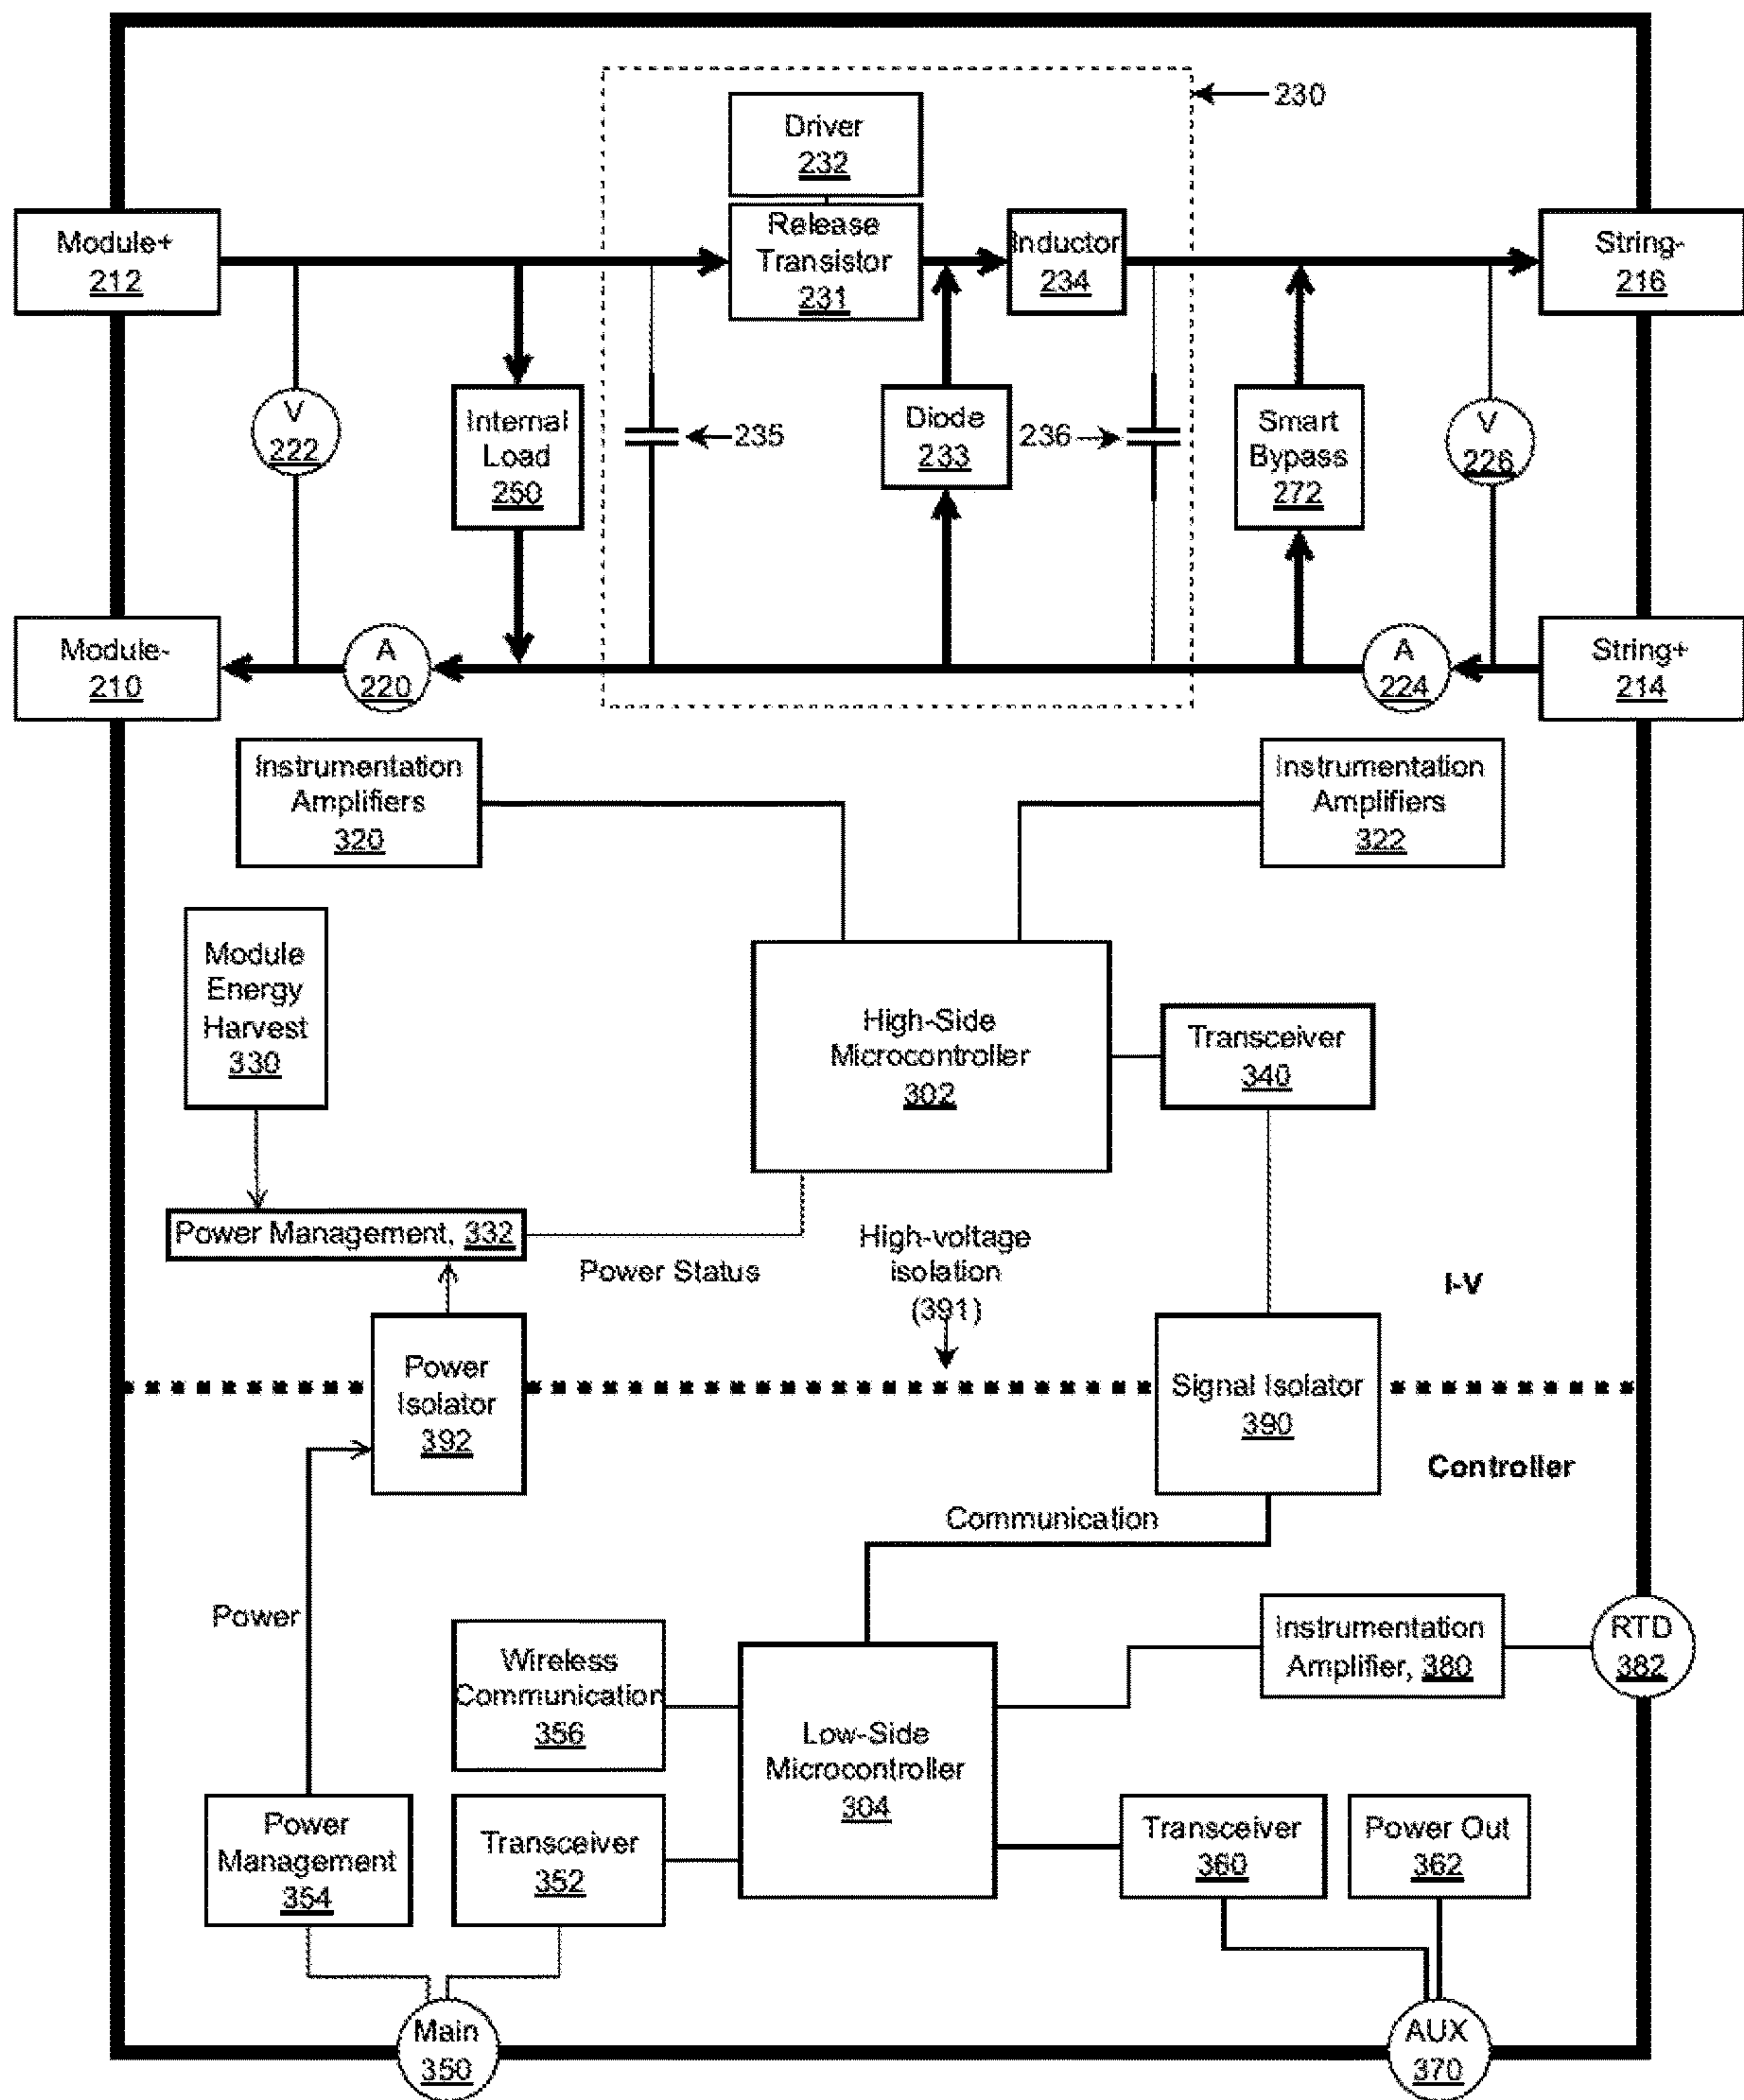 230
Driver
232
Module+
212
Release
Transistor
231
Inductor
234
String-
216
V
222
Internal
Load
250
235
Diode
233
236
Smart
Bypass
272
V
226
Module-
210
A
220
A
224
String+
214
Instrumentation
Amplifiers
320
Instrumentation
Amplifiers
322
Module
Energy
Harvest
330
High-Side
Microcontroller
302
Transceiver
340
Power Management, 332
Power Status
High-voltage
isolation
(391)
I-V
Power
Isolator
392
Signal Isolator
390
Controller
Communication
Power
Wireless
Communication
356
Low-Side
Microcontroller
304
Instrumentation
Amplifier, 380
RTD
382
Power
Management
354
Transceiver
352
Transceiver
360
Power Out
362
Main
350
AUX
370